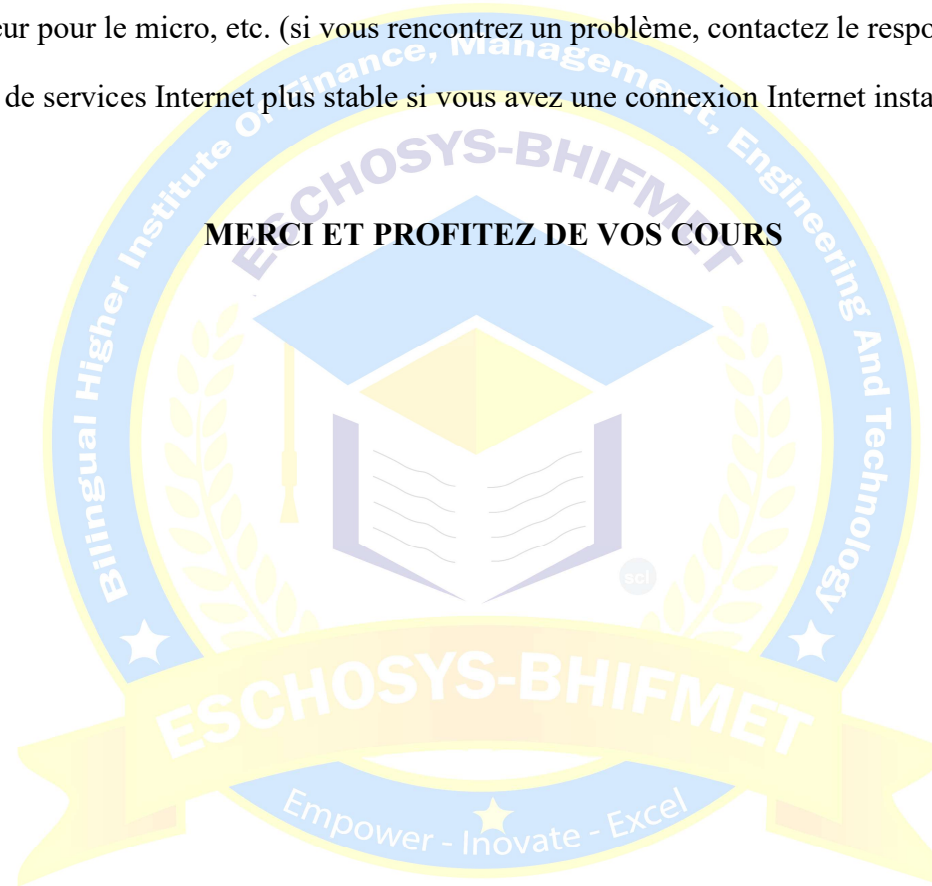 eur pour le micro, etc. (si vous rencontrez un problème, contactez le respo
de services Internet plus stable si vous avez une connexion Internet insta
MERCI ET PROFITEZ DE VOS COURS
Bilingual Higher Institute Of Finance, Management, Engineering And Technology
ESCHOSYS-BHIFMET
scl
ESCHOSYS-BHIFMET
Empower - Inovate - Excel